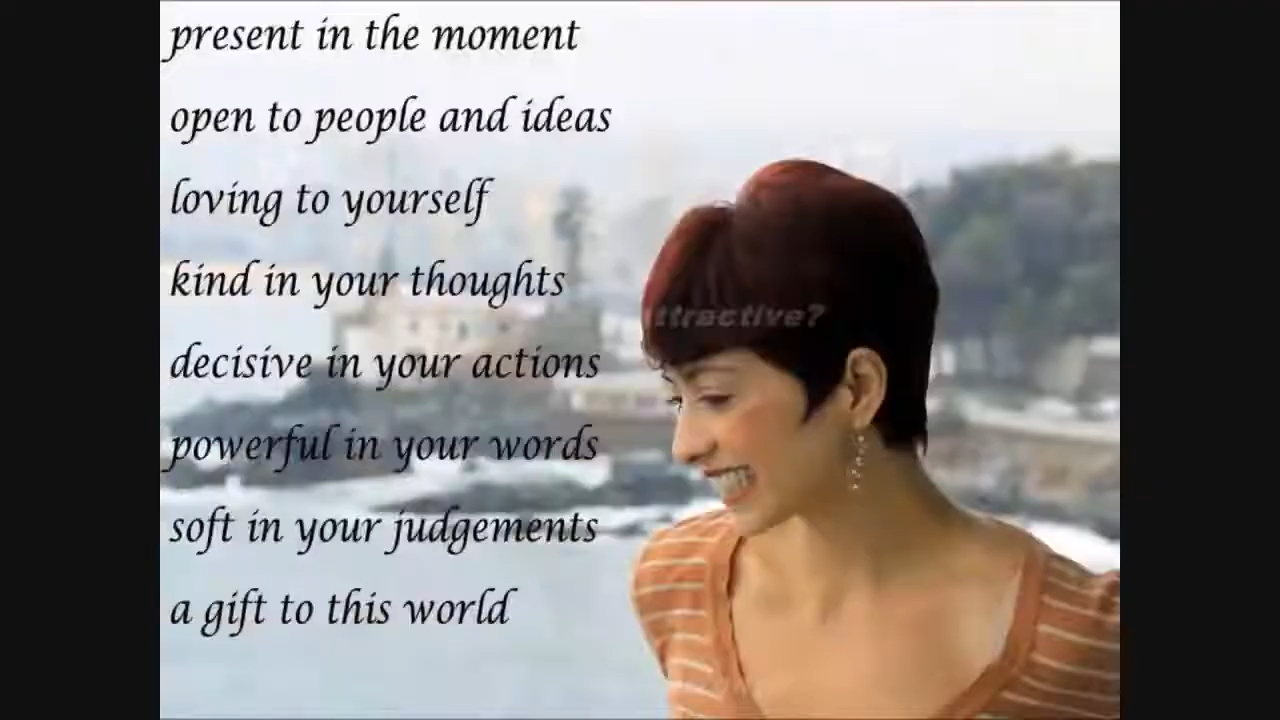 present in the moment
open to people and ideas
loving to yourself
ttractive?
kind in your thoughts
decisive in your actions
powerful in your words
soft in your judgements
a gift to this world